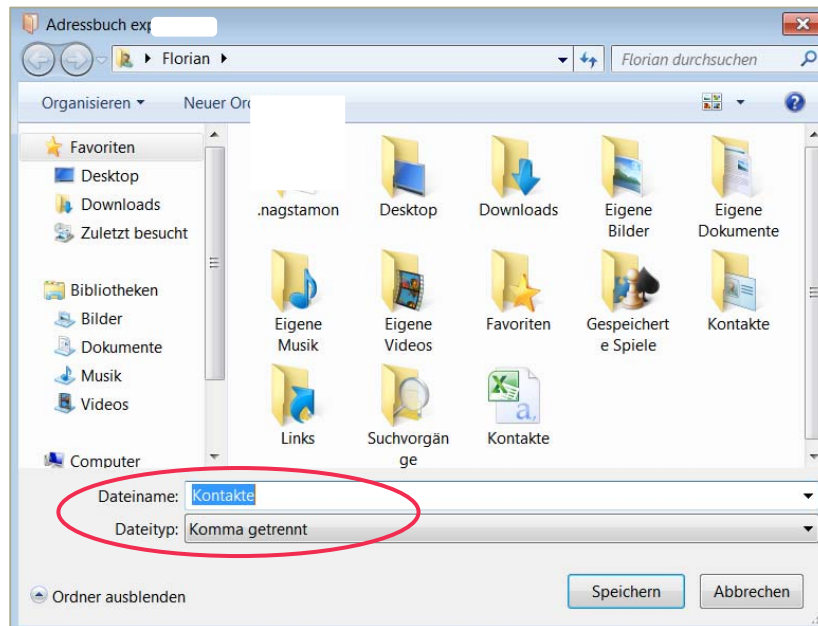 Adressbuch
Florian
Florian durchsuchen
Organisieren
Neuer
Favoriten
Desktop
Downloads
Zuletzt besucht
Bibliotheken
Bilder
Dokumente
Musik
Videos
Computer
.nagstamon
Desktop
Downloads
Eigene
Bilder
Eigene
Dokumente
Eigene
Musik
Eigene
Videos
Favoriten
Gespeichert
e Spiele
Kontakte
Links
Suchvorgän
ge
Kontakte
Dateiname: Kontakte
Dateityp: Komma getrennt
Ordner ausblenden
Speichern
Abbrechen